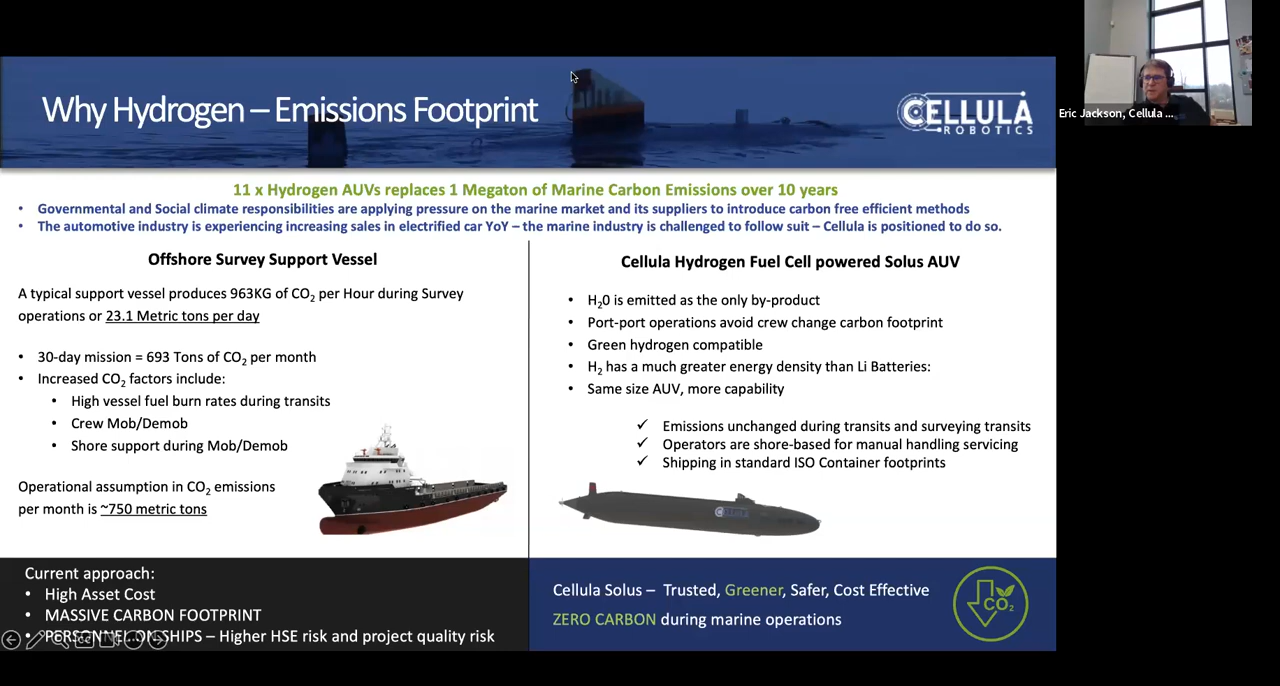 Why Hydrogen – Emissions Footprint
CELLULA
ROBOTICS
Eric Jackson, Cellula ...
11 x Hydrogen AUVs replaces 1 Megaton of Marine Carbon Emissions over 10 years
• Governmental and Social climate responsibilities are applying pressure on the marine market and its suppliers to introduce carbon free efficient methods
• The automotive industry is experiencing increasing sales in electrified car YoY – the marine industry is challenged to follow suit – Cellula is positioned to do so.
Offshore Survey Support Vessel
A typical support vessel produces 963KG of CO₂ per Hour during Survey
operations or 23.1 Metric tons per day
• 30-day mission = 693 Tons of CO₂ per month
• Increased CO₂ factors include:
• High vessel fuel burn rates during transits
• Crew Mob/Demob
• Shore support during Mob/Demob
Operational assumption in CO₂ emissions
per month is ~750 metric tons
Current approach:
• High Asset Cost
• MASSIVE CARBON FOOTPRINT
• PERSONNEL ON SHIPS – Higher HSE risk and project quality risk
Cellula Hydrogen Fuel Cell powered Solus AUV
• H₂0 is emitted as the only by-product
• Port-port operations avoid crew change carbon footprint
• Green hydrogen compatible
• H₂ has a much greater energy density than Li Batteries:
• Same size AUV, more capability
✓ Emissions unchanged during transits and surveying transits
✓ Operators are shore-based for manual handling servicing
✓ Shipping in standard ISO Container footprints
CELLULA
Cellula Solus – Trusted, Greener, Safer, Cost Effective
ZERO CARBON during marine operations
CO₂